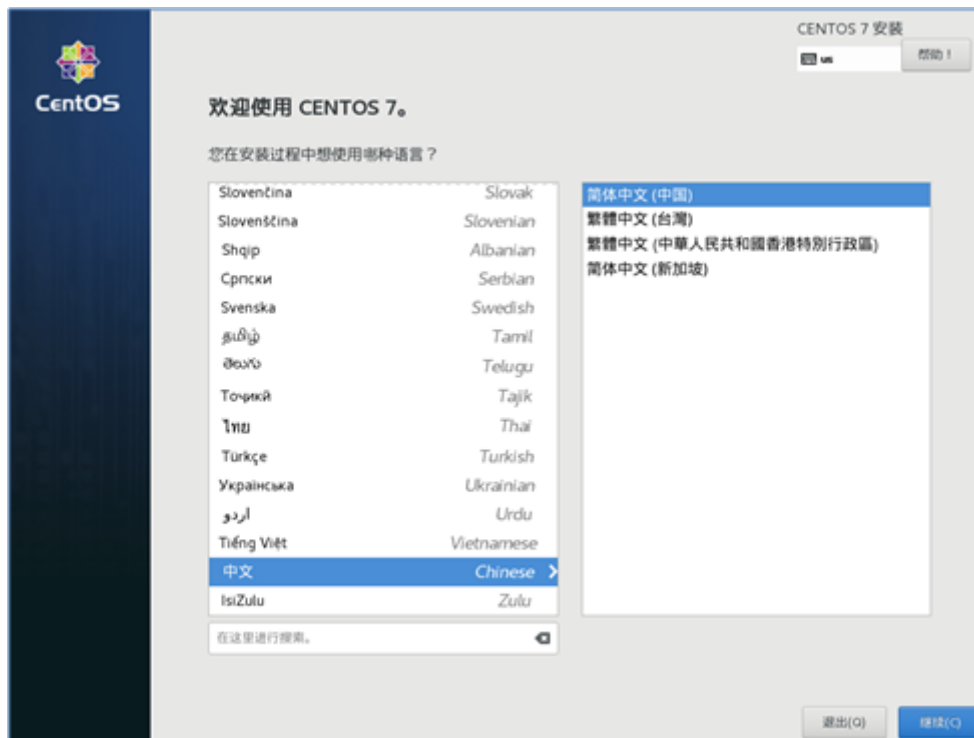 CENTOS 7 安装
us
帮助！
CentOS
欢迎使用 CENTOS 7。
您在安装过程中想使用哪种语言？
Slovenčina Slovak
Slovenščina Slovenian
Shqip Albanian
Српски Serbian
Svenska Swedish
தமிழ் Tamil
తెలుగు Telugu
Тоҷикӣ Tajik
ไทย Thai
Türkçe Turkish
Українська Ukrainian
اردو Urdu
Tiếng Việt Vietnamese
中文 Chinese
IsiZulu Zulu
简体中文 (中国)
繁體中文 (台灣)
繁體中文 (中華人民共和國香港特別行政區)
简体中文 (新加坡)
在这里进行搜索。
退出(Q)
继续(C)